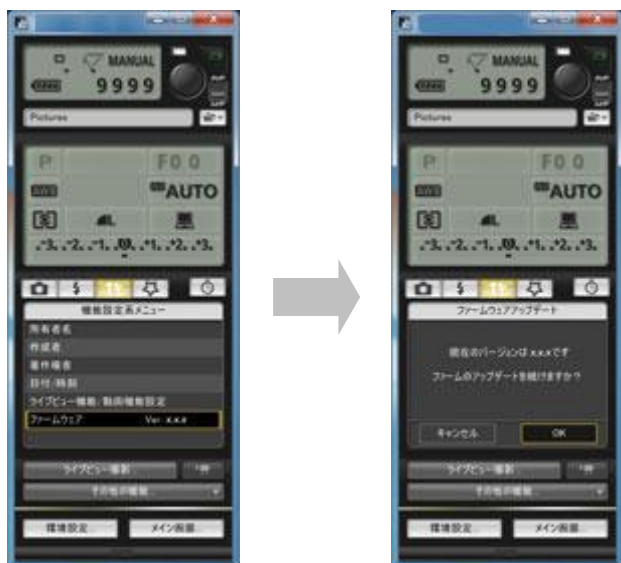 MANUAL
9999
Pictures
P F0 0
AWB AUTO
L
-3..-2..-1..0..+1..+2..+3.
機能設定系メニュー
所有者名
作成者
著作権者
日付/時刻
ライブビュー機能/動画機能設定
ファームウェア Ver. x.x.x
ライブビュー撮影...
その他の機能...
環境設定... メイン画面...
MANUAL
9999
Pictures
P F0 0
AWB AUTO
L
-3..-2..-1..0..+1..+2..+3.
ファームウェアアップデート
現在のバージョンは x.x.x です
ファームのアップデートを続けますか?
キャンセル OK
ライブビュー撮影...
その他の機能...
環境設定... メイン画面...